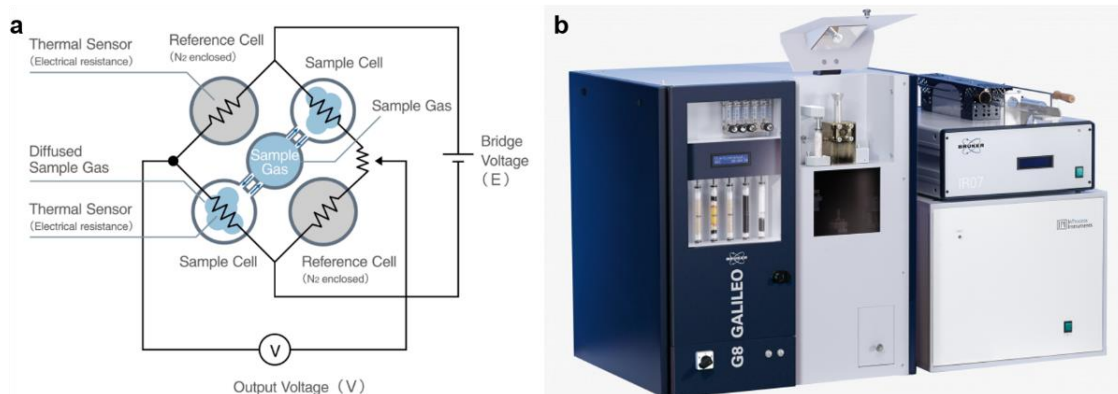 a
Thermal Sensor
(Electrical resistance)
Reference Cell
(N2 enclosed)
Sample Cell
Sample Gas
Sample
Gas
Bridge
Voltage
(E)
Diffused
Sample Gas
Thermal Sensor
(Electrical resistance)
Sample Cell
Reference Cell
(N2 enclosed)
V
Output Voltage (V)
b
BRUKER
G8 GALILEO
BRUKER
IR07